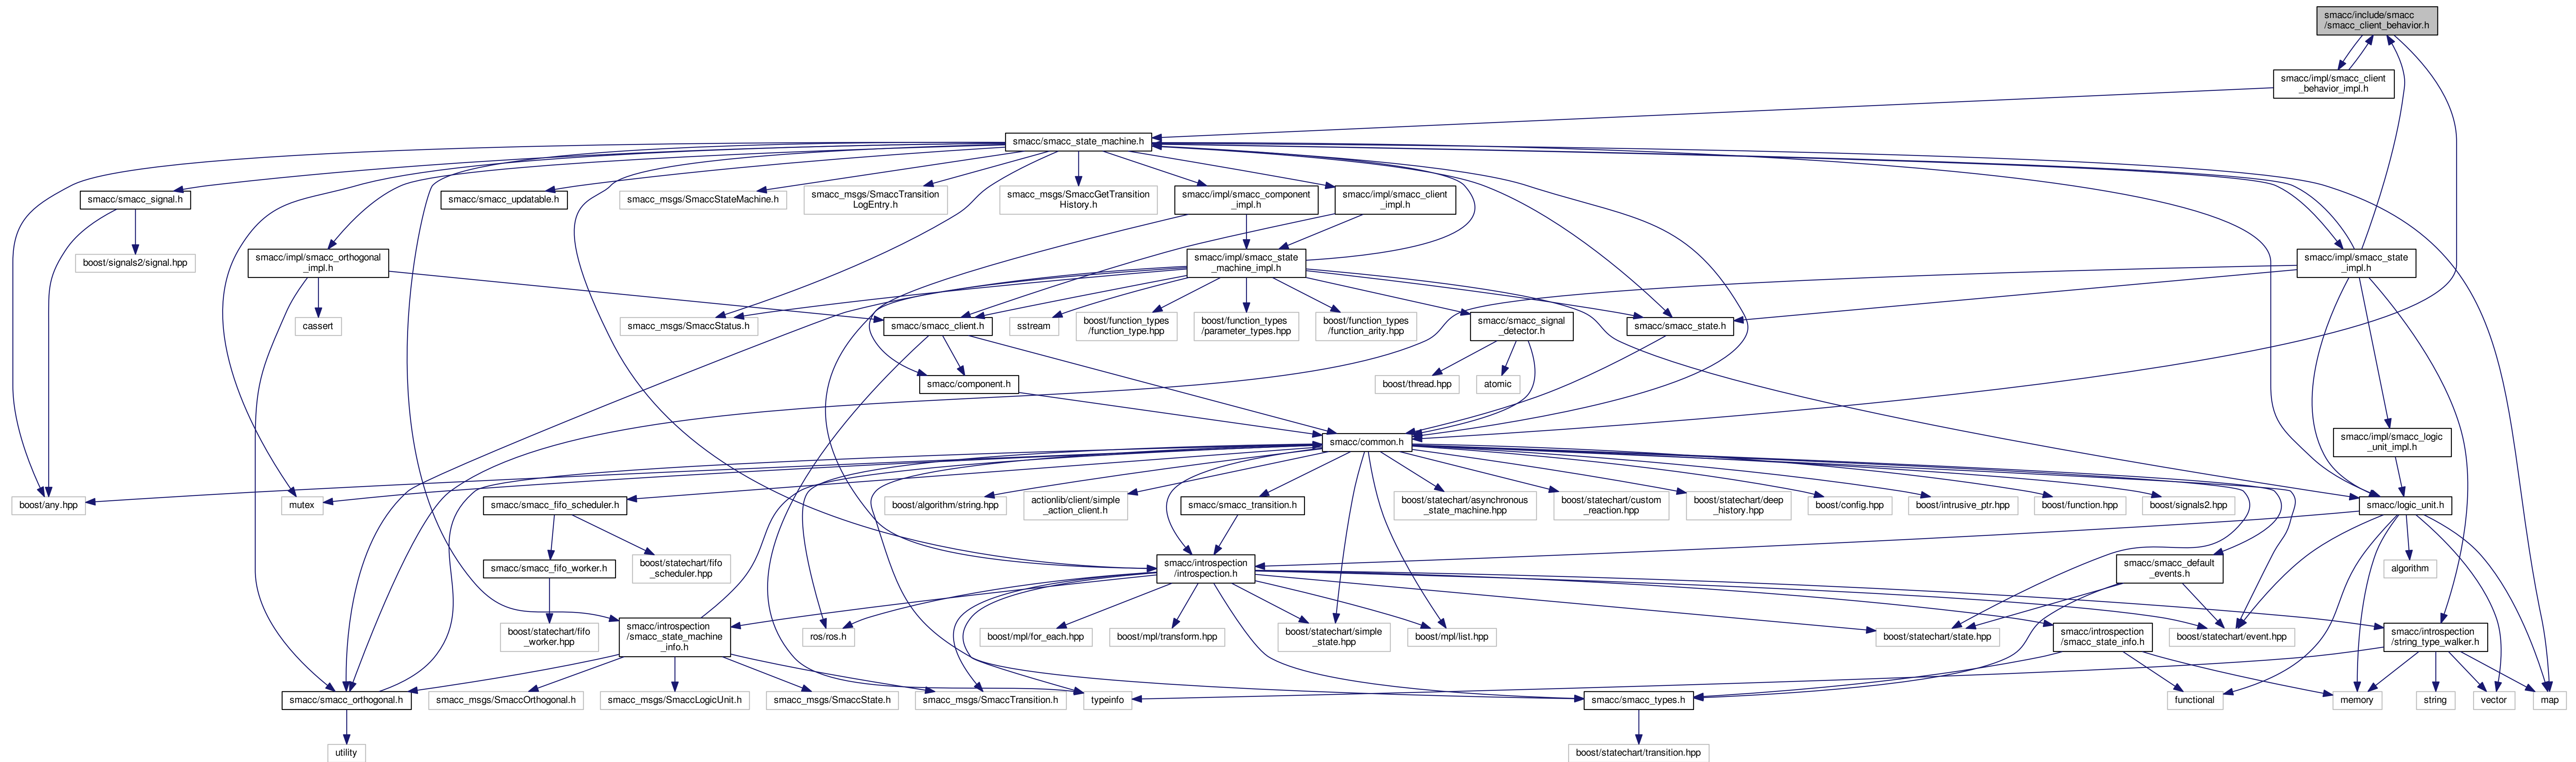 smacc/include/smacc
/smacc_client_behavior.h
smacc/impl/smacc_client
_behavior_impl.h
smacc/smacc_state_machine.h
smacc/smacc_signal.h
smacc/smacc_updatable.h
smacc_msgs/SmaccStateMachine.h
smacc_msgs/SmaccTransition
LogEntry.h
smacc_msgs/SmaccGetTransition
History.h
smacc/impl/smacc_component
_impl.h
smacc/impl/smacc_client
_impl.h
boost/signals2/signal.hpp
smacc/impl/smacc_orthogonal
_impl.h
smacc/impl/smacc_state
_machine_impl.h
smacc/impl/smacc_state
_impl.h
cassert
smacc_msgs/SmaccStatus.h
smacc/smacc_client.h
sstream
boost/function_types
/function_type.hpp
boost/function_types
/parameter_types.hpp
boost/function_types
/function_arity.hpp
smacc/smacc_signal
_detector.h
smacc/smacc_state.h
smacc/component.h
boost/thread.hpp
atomic
smacc/common.h
smacc/impl/smacc_logic
_unit_impl.h
boost/any.hpp
mutex
smacc/smacc_fifo_scheduler.h
boost/algorithm/string.hpp
actionlib/client/simple
_action_client.h
smacc/smacc_transition.h
boost/statechart/asynchronous
_state_machine.hpp
boost/statechart/custom
_reaction.hpp
boost/statechart/deep
_history.hpp
boost/config.hpp
boost/intrusive_ptr.hpp
boost/function.hpp
boost/signals2.hpp
smacc/logic_unit.h
smacc/smacc_fifo_worker.h
boost/statechart/fifo
_scheduler.hpp
smacc/introspection
/introspection.h
smacc/smacc_default
_events.h
algorithm
boost/statechart/fifo
_worker.hpp
smacc/introspection
/smacc_state_machine
_info.h
ros/ros.h
boost/mpl/for_each.hpp
boost/mpl/transform.hpp
boost/statechart/simple
_state.hpp
boost/mpl/list.hpp
boost/statechart/state.hpp
smacc/introspection
/smacc_state_info.h
boost/statechart/event.hpp
smacc/introspection
/string_type_walker.h
smacc/smacc_orthogonal.h
smacc_msgs/SmaccOrthogonal.h
smacc_msgs/SmaccLogicUnit.h
smacc_msgs/SmaccState.h
smacc_msgs/SmaccTransition.h
typeinfo
smacc/smacc_types.h
functional
memory
string
vector
map
utility
boost/statechart/transition.hpp